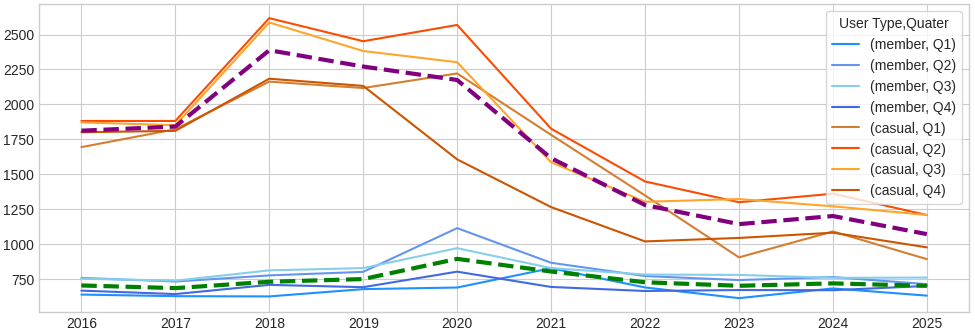 2500
2250
2000
1750
1500
1250
1000
750
2016 2017 2018 2019 2020 2021 2022 2023 2024 2025
User Type,Quater
(member, Q1)
(member, Q2)
(member, Q3)
(member, Q4)
(casual, Q1)
(casual, Q2)
(casual, Q3)
(casual, Q4)